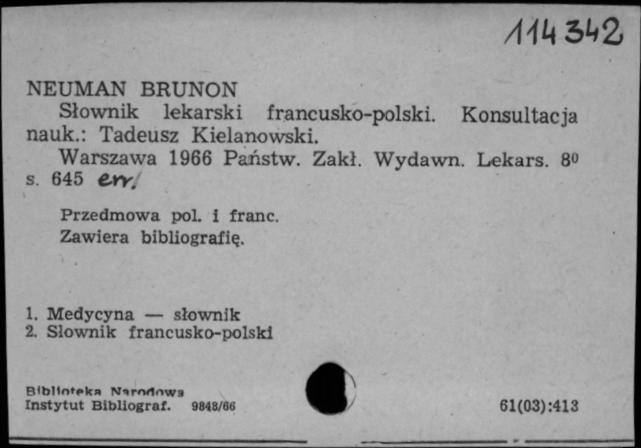 114342
NEUMAN BRUNON
Słownik lekarski francusko-polski. Konsultacja
nauk.: Tadeusz Kielanowski.
Warszawa 1966 Państw. Zakł. Wydawn. Lekars. 8⁰
s. 645 err.
Przedmowa pol. i franc.
Zawiera bibliografię.
1. Medycyna — słownik
2. Słownik francusko-polski
Biblioteka Narodowa
Instytut Bibliograf. 9848/66
61(03):413